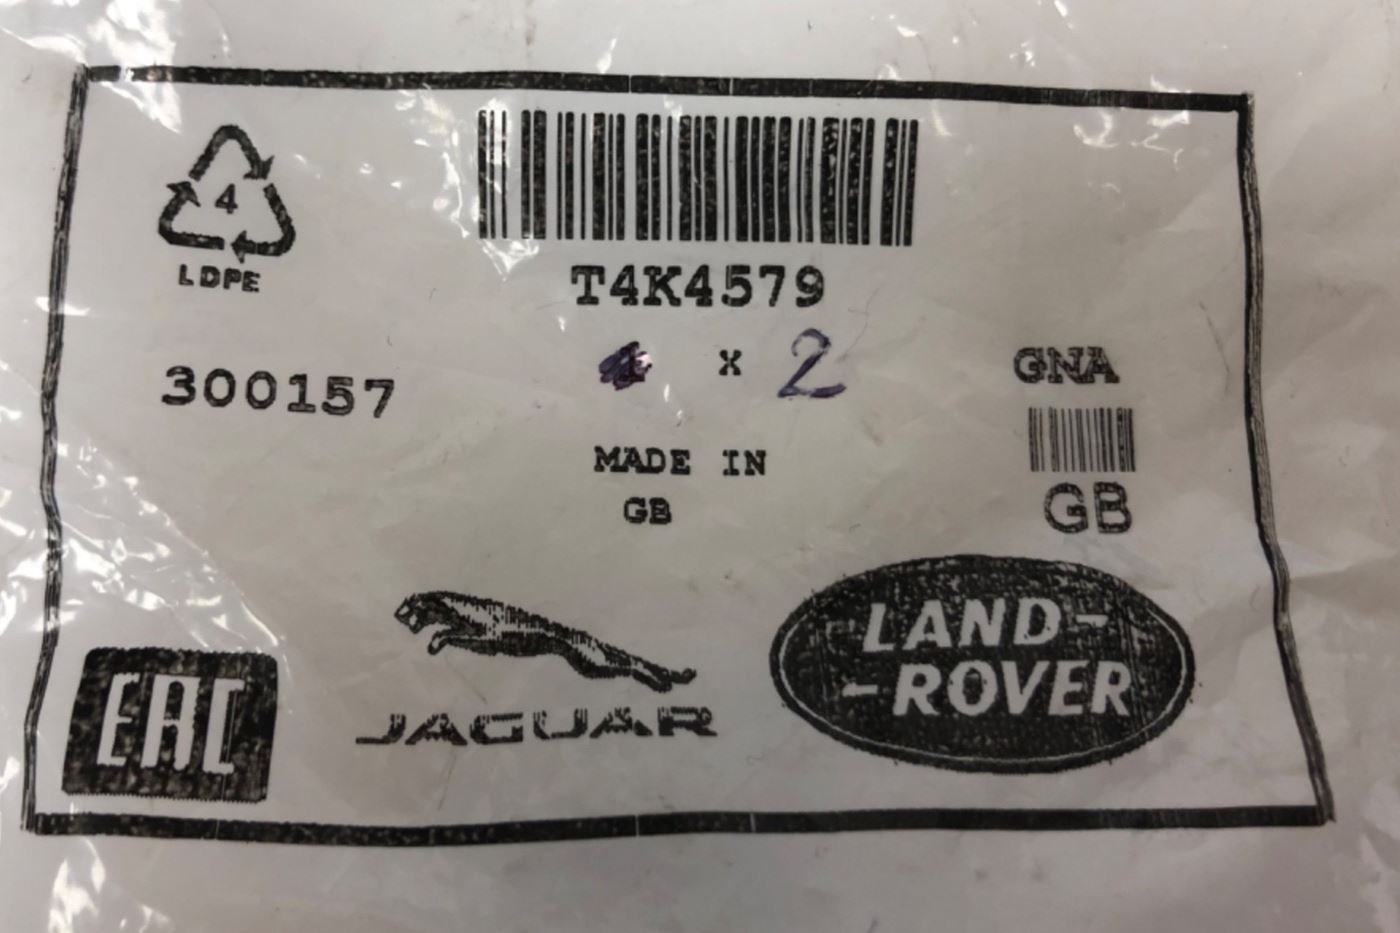 4
LDPE
T4K4579
300157
x 2
GNA
MADE IN
GB
GB
EAC
JAGUAR
LAND-
-ROVER